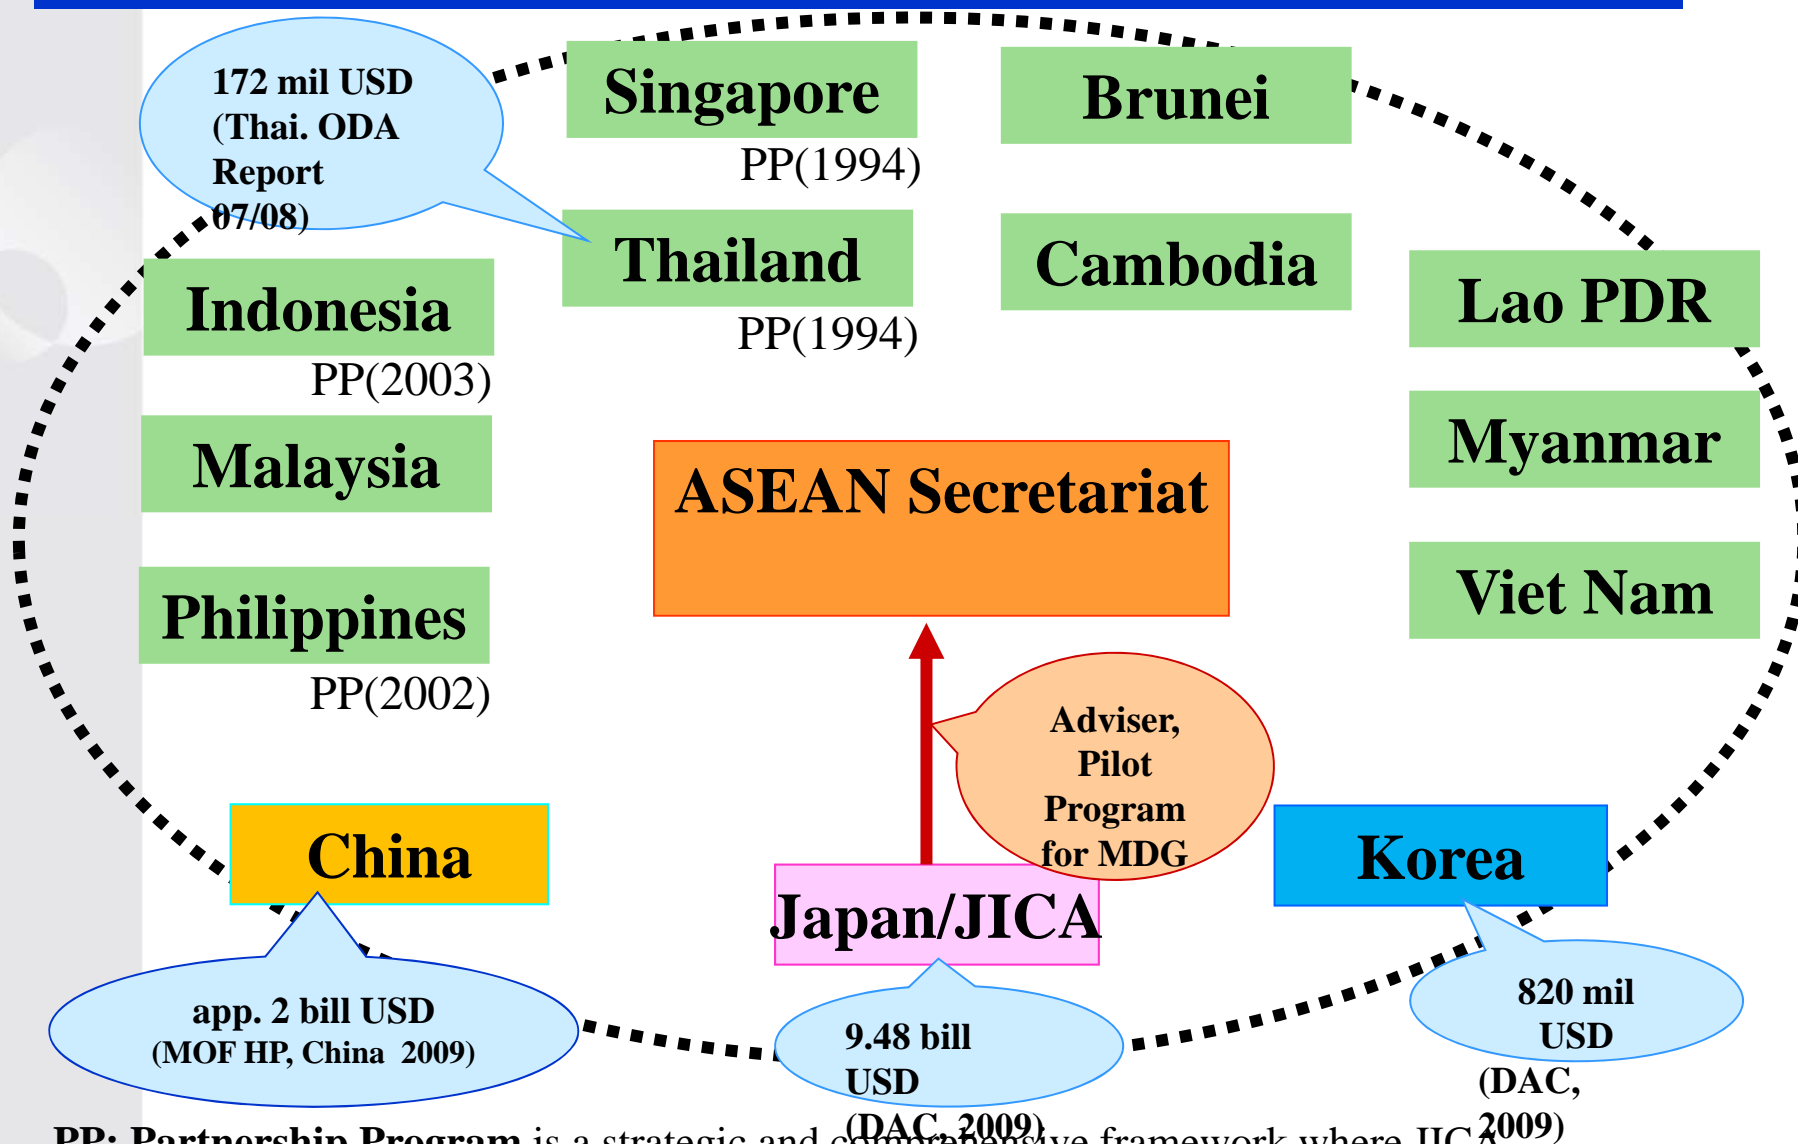 172 mil USD
(Thai. ODA
Report
07/08)
Singapore
PP(1994)
Brunei
Thailand
PP(1994)
Cambodia
Indonesia
PP(2003)
Lao PDR
Malaysia
Myanmar
ASEAN Secretariat
Philippines
PP(2002)
Viet Nam
Adviser,
Pilot
Program
for MDG
China
Japan/JICA
Korea
app. 2 bill USD
(MOF HP, China 2009)
9.48 bill
USD
(DAC, 2009)
820 mil
USD
(DAC,
2009)
PP: Partnership Program is a strategic and comprehensive framework where JICA